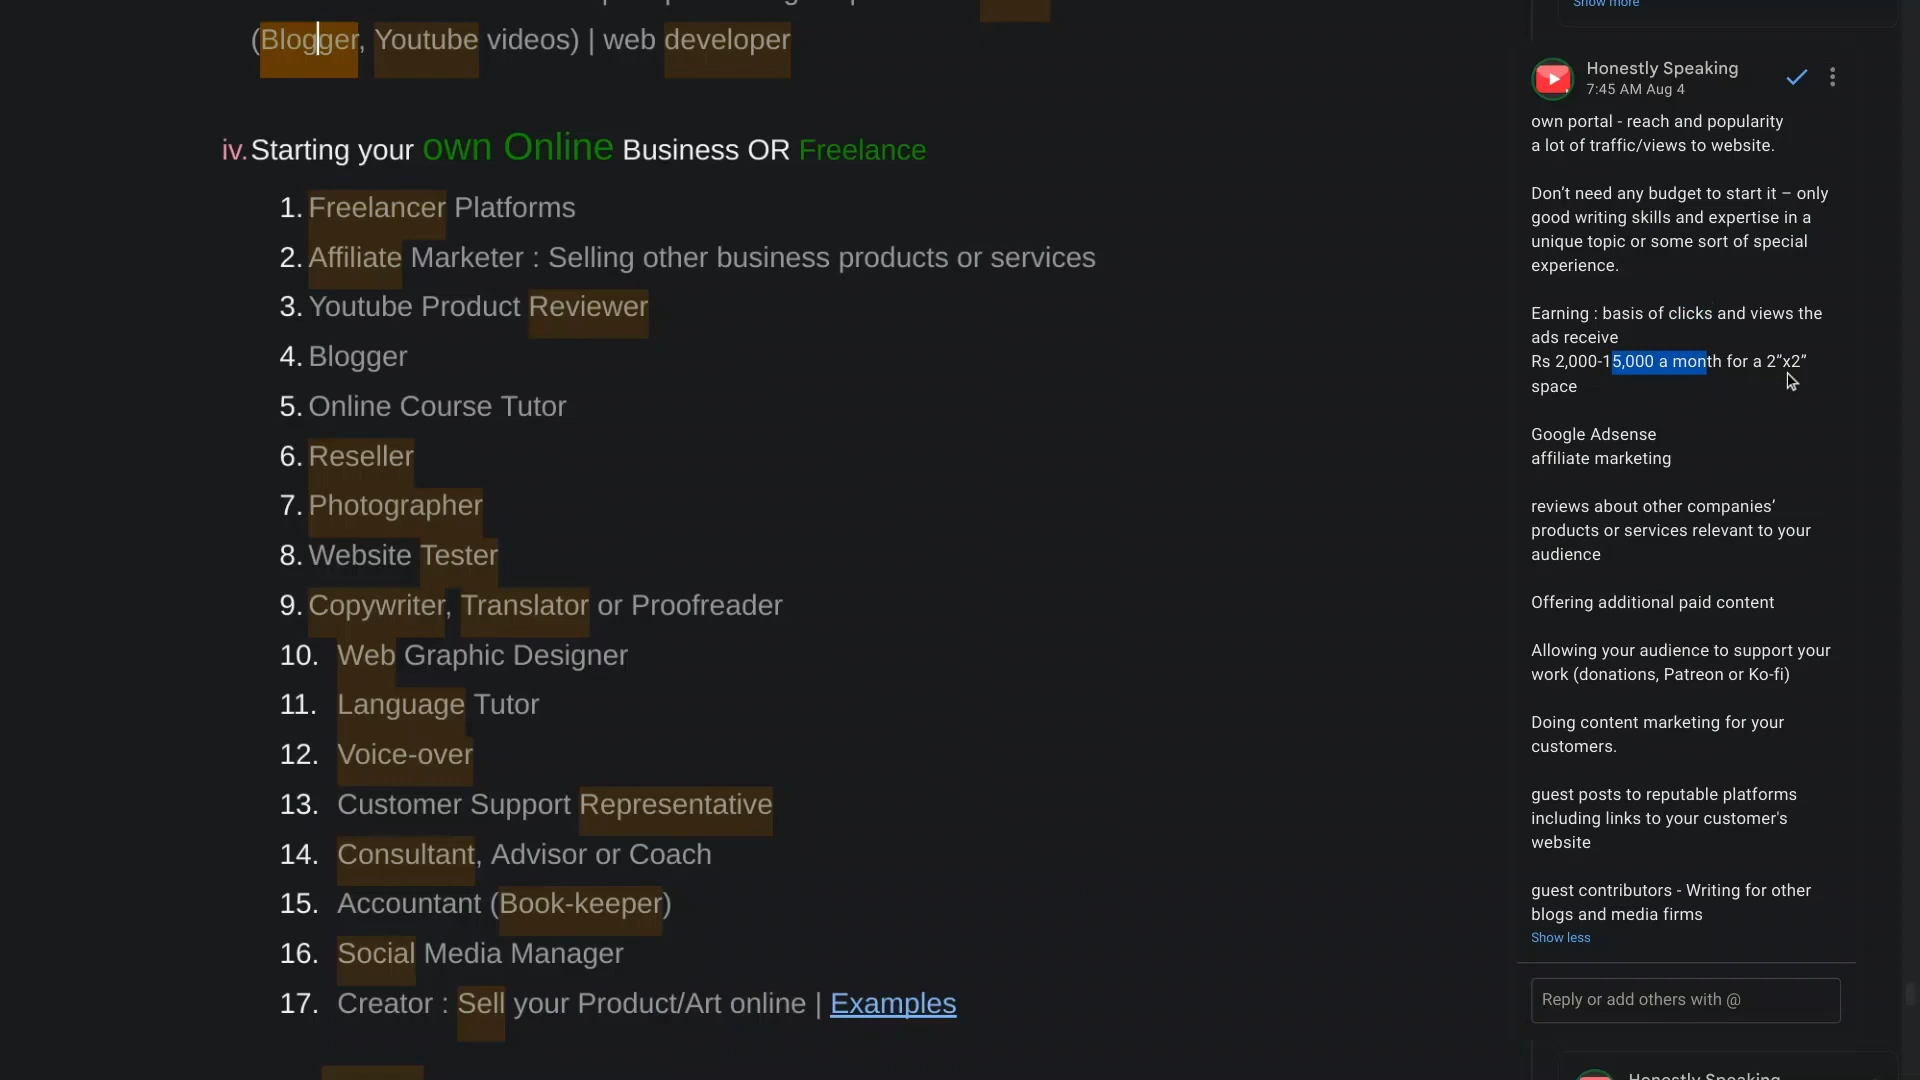 (Blogger, Youtube videos) | web developer
iv. Starting your own Online Business OR Freelance
1. Freelancer Platforms
2. Affiliate Marketer : Selling other business products or services
3. Youtube Product Reviewer
4. Blogger
5. Online Course Tutor
6. Reseller
7. Photographer
8. Website Tester
9. Copywriter, Translator or Proofreader
10. Web Graphic Designer
11. Language Tutor
12. Voice-over
13. Customer Support Representative
14. Consultant, Advisor or Coach
15. Accountant (Book-keeper)
16. Social Media Manager
17. Creator : Sell your Product/Art online | Examples
Show more
Honestly Speaking
7:45 AM Aug 4
own portal - reach and popularity
a lot of traffic/views to website.
Don’t need any budget to start it – only
good writing skills and expertise in a
unique topic or some sort of special
experience.
Earning : basis of clicks and views the
ads receive
Rs 2,000-15,000 a month for a 2”x2”
space
Google Adsense
affiliate marketing
reviews about other companies’
products or services relevant to your
audience
Offering additional paid content
Allowing your audience to support your
work (donations, Patreon or Ko-fi)
Doing content marketing for your
customers.
guest posts to reputable platforms
including links to your customer's
website
guest contributors - Writing for other
blogs and media firms
Show less
Reply or add others with @
Honestly Speaking